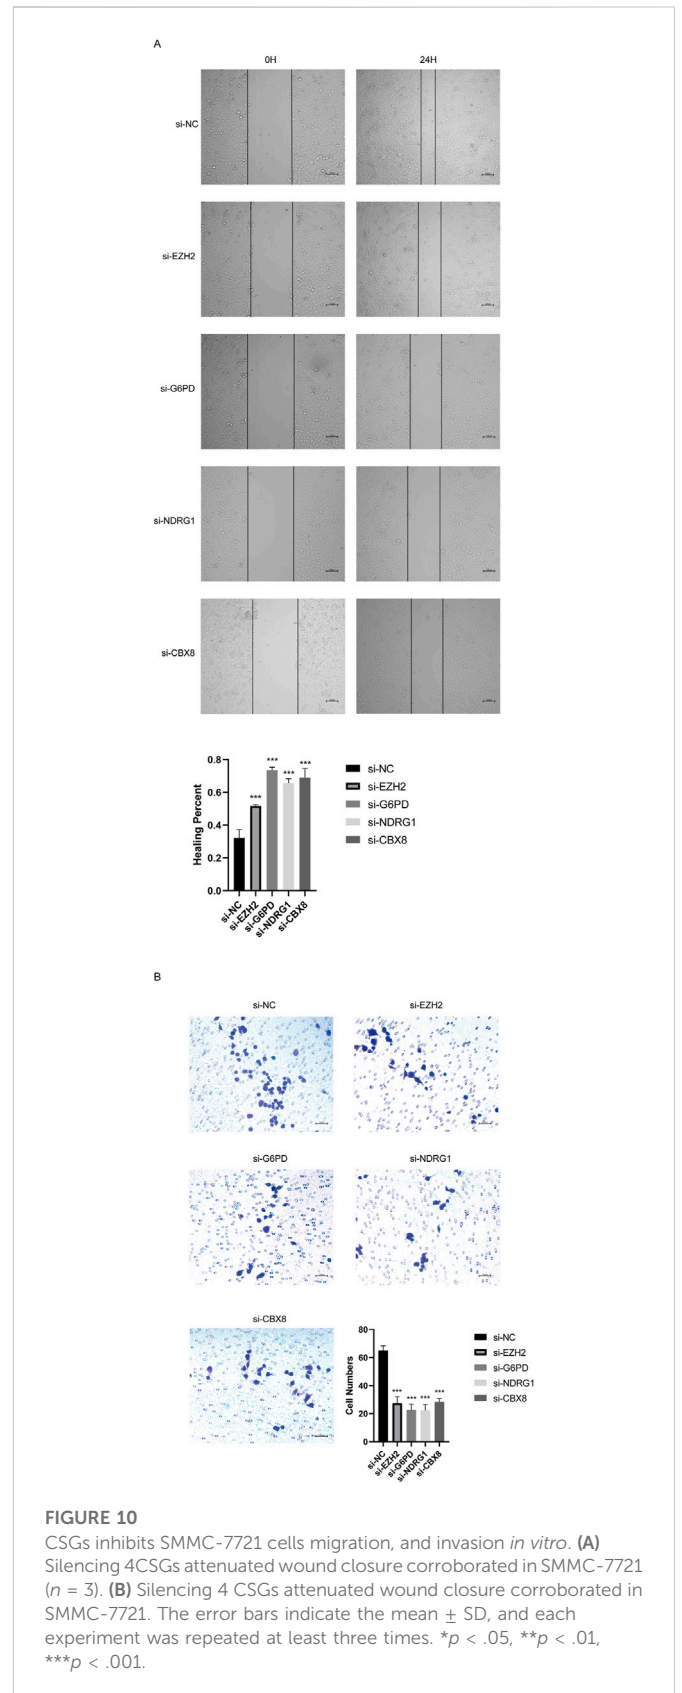 A
0H 24H
si-NC
si-EZH2
si-G6PD
si-NDRG1
si-CBX8
0.8
0.6
0.4
0.2
0.0
Healing Percent
***
***
***
***
si-NC
si-EZH2
si-G6PD
si-NDRG1
si-CBX8
si-NC
si-EZH2
si-G6PD
si-NDRG1
si-CBX8
B
si-NC si-EZH2
si-G6PD si-NDRG1
si-CBX8
80
60
40
20
0
Cell Numbers
*** *** *** ***
si-NC
si-EZH2
si-G6PD
si-NDRG1
si-CBX8
si-NC
si-EZH2
si-G6PD
si-NDRG1
si-CBX8
FIGURE 10
CSGs inhibits SMMC-7721 cells migration, and invasion in vitro. (A)
Silencing 4CSGs attenuated wound closure corroborated in SMMC-7721
(n = 3). (B) Silencing 4 CSGs attenuated wound closure corroborated in
SMMC-7721. The error bars indicate the mean ± SD, and each
experiment was repeated at least three times. *p < .05, **p < .01,
***p < .001.